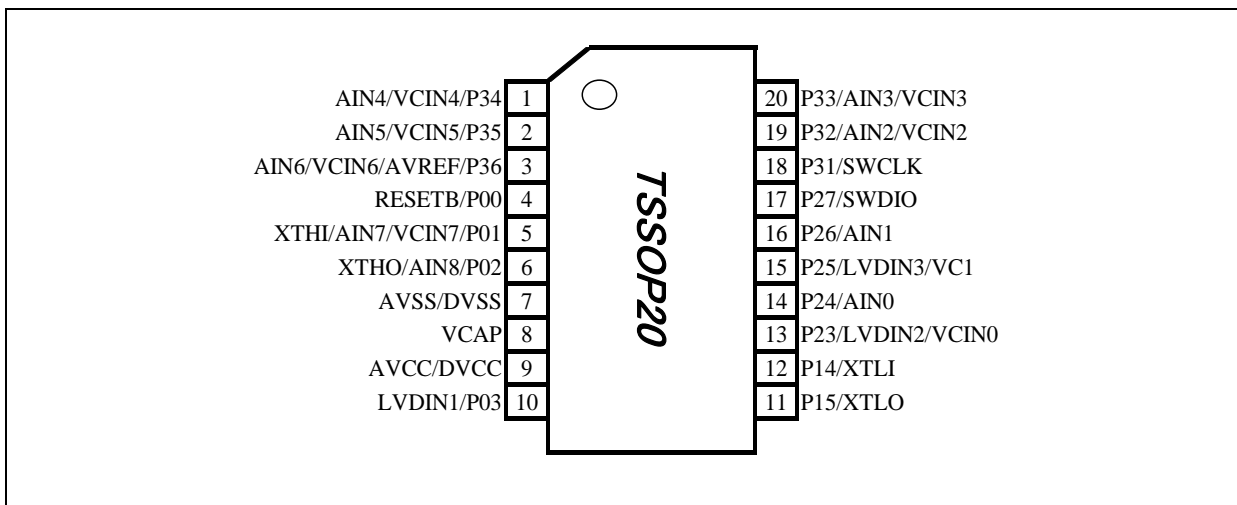 AIN4/VCIN4/P34 1 20 P33/AIN3/VCIN3
AIN5/VCIN5/P35 2 19 P32/AIN2/VCIN2
AIN6/VCIN6/AVREF/P36 3 18 P31/SWCLK
RESETB/P00 4 17 P27/SWDIO
XTHI/AIN7/VCIN7/P01 5 16 P26/AIN1
XTHO/AIN8/P02 6 15 P25/LVDIN3/VC1
AVSS/DVSS 7 14 P24/AIN0
VCAP 8 13 P23/LVDIN2/VCIN0
AVCC/DVCC 9 12 P14/XTLI
LVDIN1/P03 10 11 P15/XTLO
TSSOP20